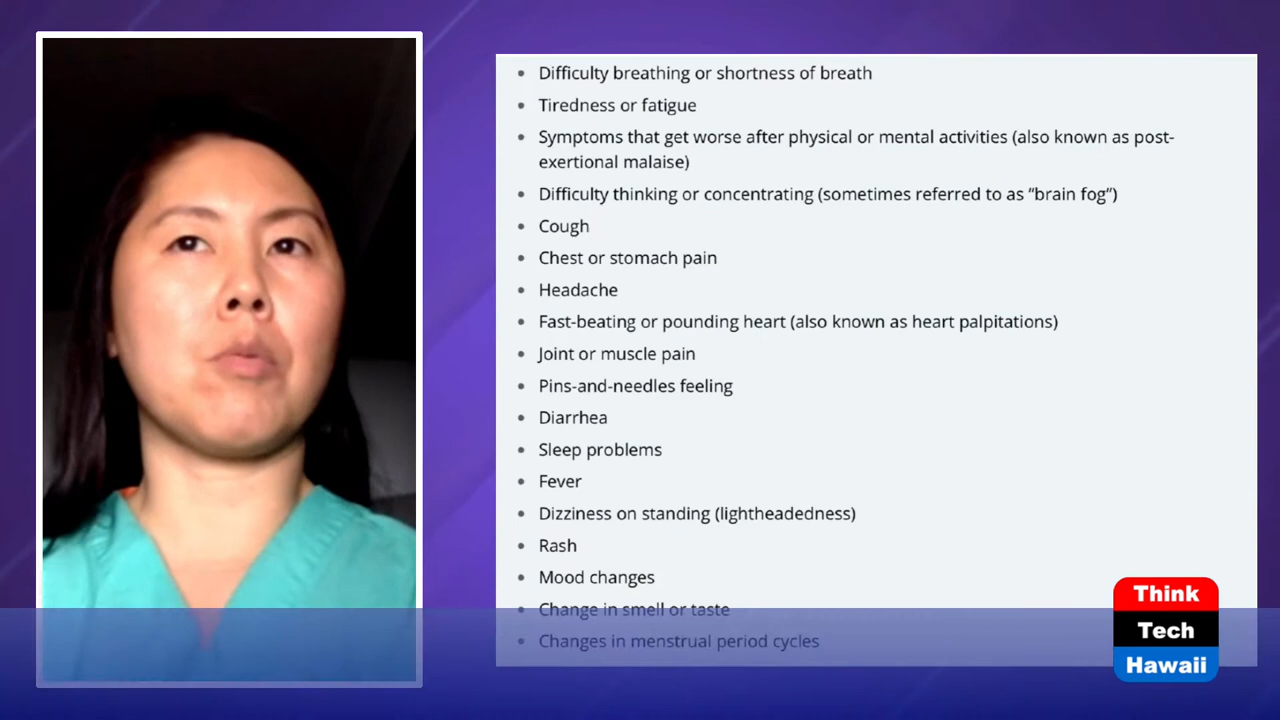 Difficulty breathing or shortness of breath
Tiredness or fatigue
Symptoms that get worse after physical or mental activities (also known as post-
exertional malaise)
Difficulty thinking or concentrating (sometimes referred to as “brain fog”)
Cough
Chest or stomach pain
Headache
Fast-beating or pounding heart (also known as heart palpitations)
Joint or muscle pain
Pins-and-needles feeling
Diarrhea
Sleep problems
Fever
Dizziness on standing (lightheadedness)
Rash
Mood changes
Change in smell or taste
Changes in menstrual period cycles
Think
Tech
Hawaii